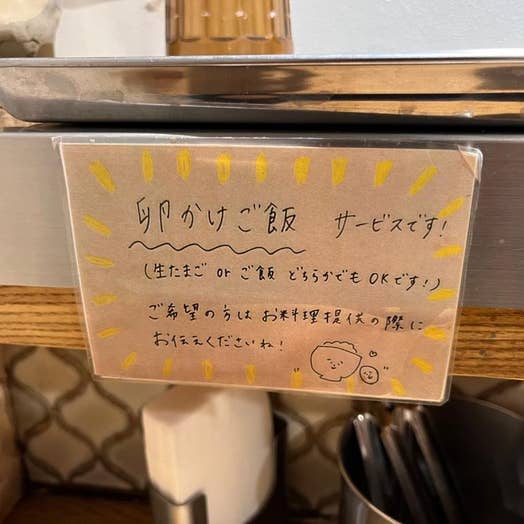 卵かけご飯 サービスです!
(生たまご or ご飯 どちらかでもOKです!)
ご希望の方は お料理提供の際に
お伝えくださいね!